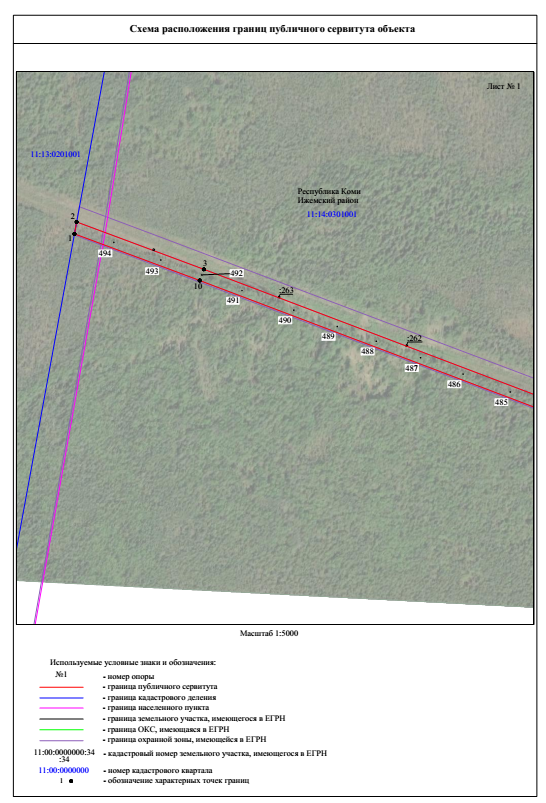 Схема расположения границ публичного сервитута объекта
Лист № 1
11:13:0201001
Республика Коми
Ижемский район
11:14:0301001
2
1
494
493
3
492
10
491
:263
490
489
488
:262
487
486
485
Масштаб 1:5000
Используемые условные знаки и обозначения:
№1 - номер опоры
- граница публичного сервитута
- граница кадастрового деления
- граница населенного пункта
- граница земельного участка, имеющегося в ЕГРН
- граница ОКС, имеющаяся в ЕГРН
- граница охранной зоны, имеющейся в ЕГРН
11:00:0000000:34
:34
- кадастровый номер земельного участка, имеющегося в ЕГРН
11:00:0000000 - номер кадастрового квартала
1 - обозначение характерных точек границ